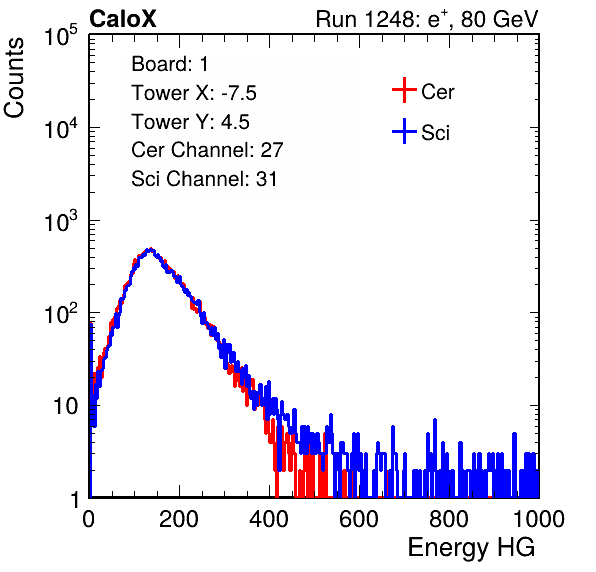 CaloX Run 1248: e⁺, 80 GeV
Counts
Board: 1
Tower X: -7.5
Tower Y: 4.5
Cer Channel: 27
Sci Channel: 31
Cer
Sci
10⁵
10⁴
10³
10²
10
1
0 200 400 600 800 1000
Energy HG